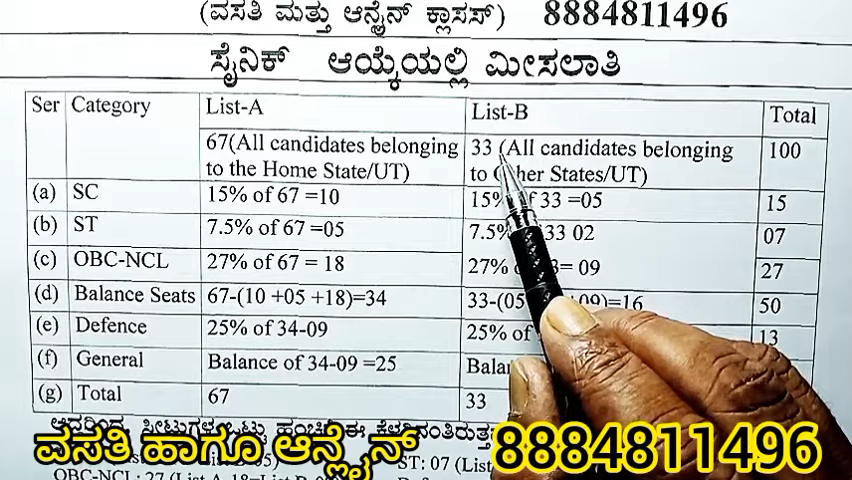 (ವಸತಿ ಮತ್ತು ಆನ್ಲೈನ್ ಕ್ಲಾಸಸ್) 8884811496
ಸೈನಿಕ್ ಆಯ್ಕೆಯಲ್ಲಿ ಮೀಸಲಾತಿ
Ser Category List-A List-B Total
67(All candidates belonging to the Home State/UT) 33 (All candidates belonging to Other States/UT) 100
(a) SC 15% of 67 =10 15% of 33 =05 15
(b) ST 7.5% of 67 =05 7.5% 33 02 07
(c) OBC-NCL 27% of 67 = 18 27% = 09 27
(d) Balance Seats 67-(10 +05 +18)=34 33-(05 09)=16 50
(e) Defence 25% of 34-09 25% of 13
(f) General Balance of 34-09 =25
(g) Total 67 33
ವಸತಿ ಹಾಗೂ ಆನ್ಲೈನ್ 8884811496
ST: 07 (List
OBC-NCL: 27 (List A-18=List B-09)